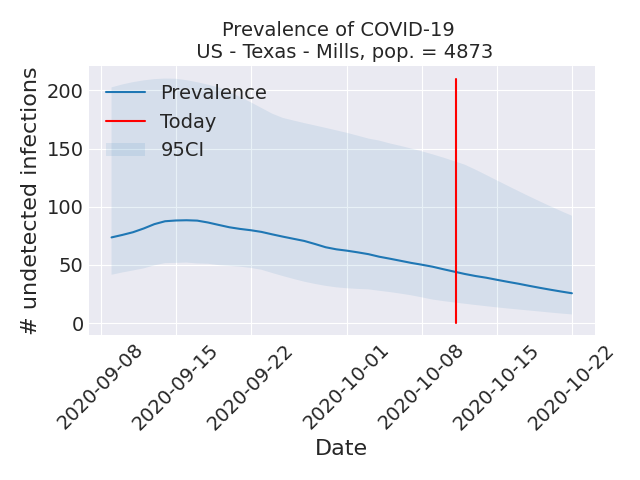 Prevalence of COVID-19
US - Texas - Mills, pop. = 4873
# undetected infections
200
150
100
50
0
Prevalence
Today
95CI
2020-09-08
2020-09-15
2020-09-22
2020-10-01
2020-10-08
2020-10-15
2020-10-22
Date